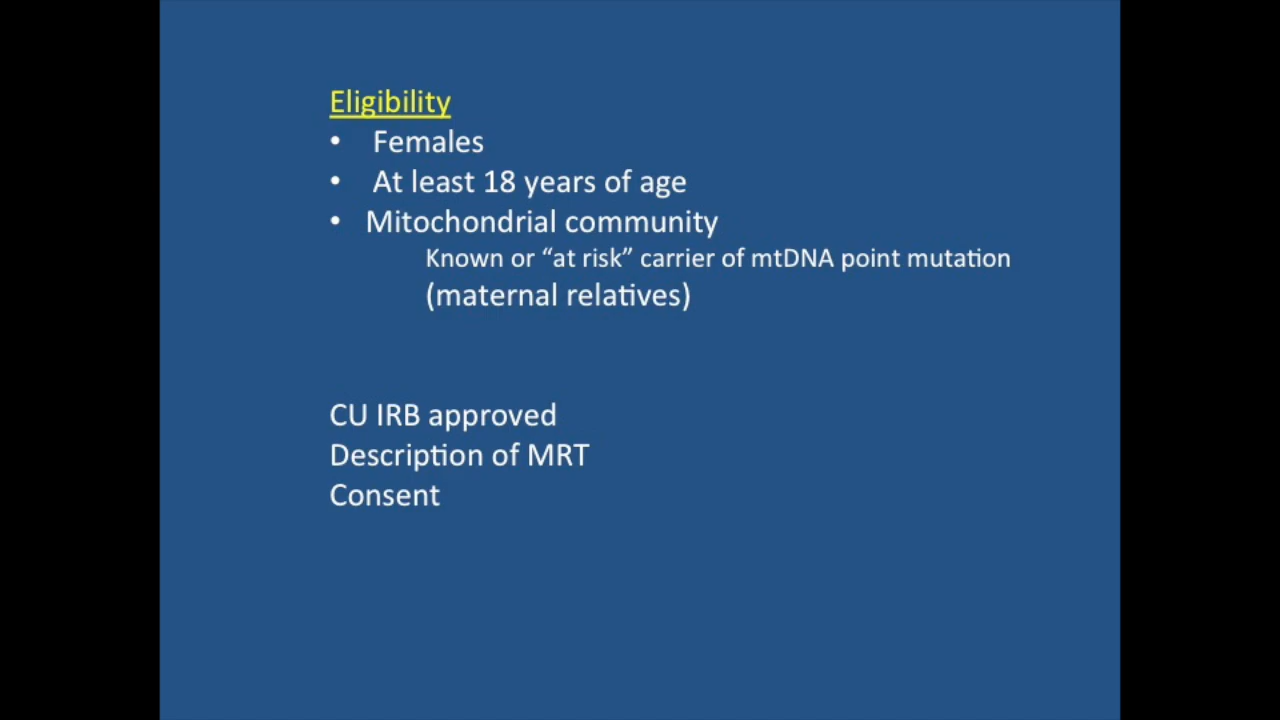 Eligibility
• Females
• At least 18 years of age
• Mitochondrial community
Known or “at risk” carrier of mtDNA point mutation
(maternal relatives)
CU IRB approved
Description of MRT
Consent